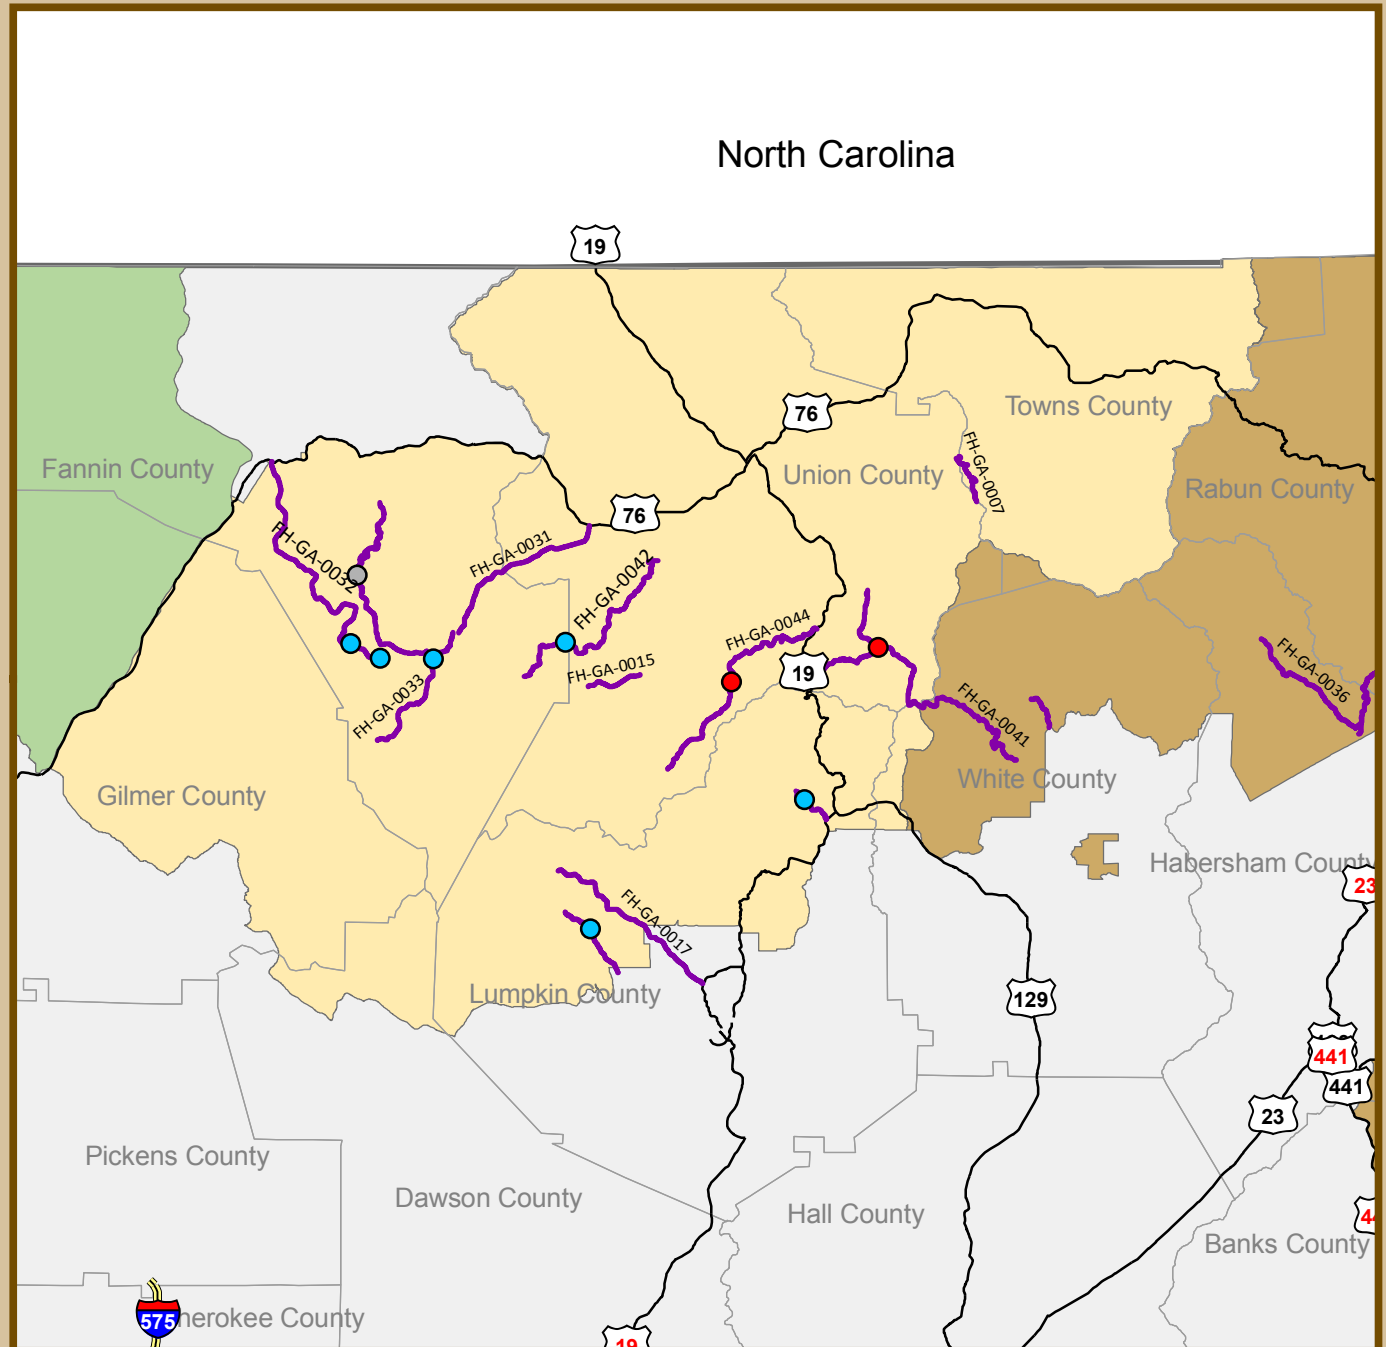 North Carolina
19
76
Towns County
Fannin County
Union County
FH-GA-0007
Rabun County
76
FH-GA-0032
FH-GA-0031
FH-GA-0042
FH-GA-0044
FH-GA-0015
19
FH-GA-0036
FH-GA-0033
FH-GA-0041
White County
Gilmer County
Habersham County
23
FH-GA-0017
Lumpkin County
129
441
441
23
Pickens County
Dawson County
Hall County
Banks County
575
herokee County
19